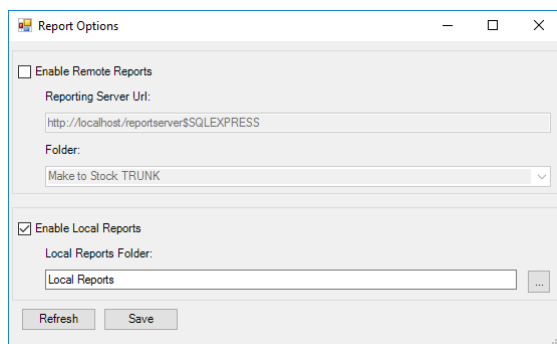 Report Options
Enable Remote Reports
Reporting Server Url:
http://localhost/reportserver$SQLEXPRESS
Folder:
Make to Stock TRUNK
Enable Local Reports
Local Reports Folder:
Local Reports
...
Refresh Save